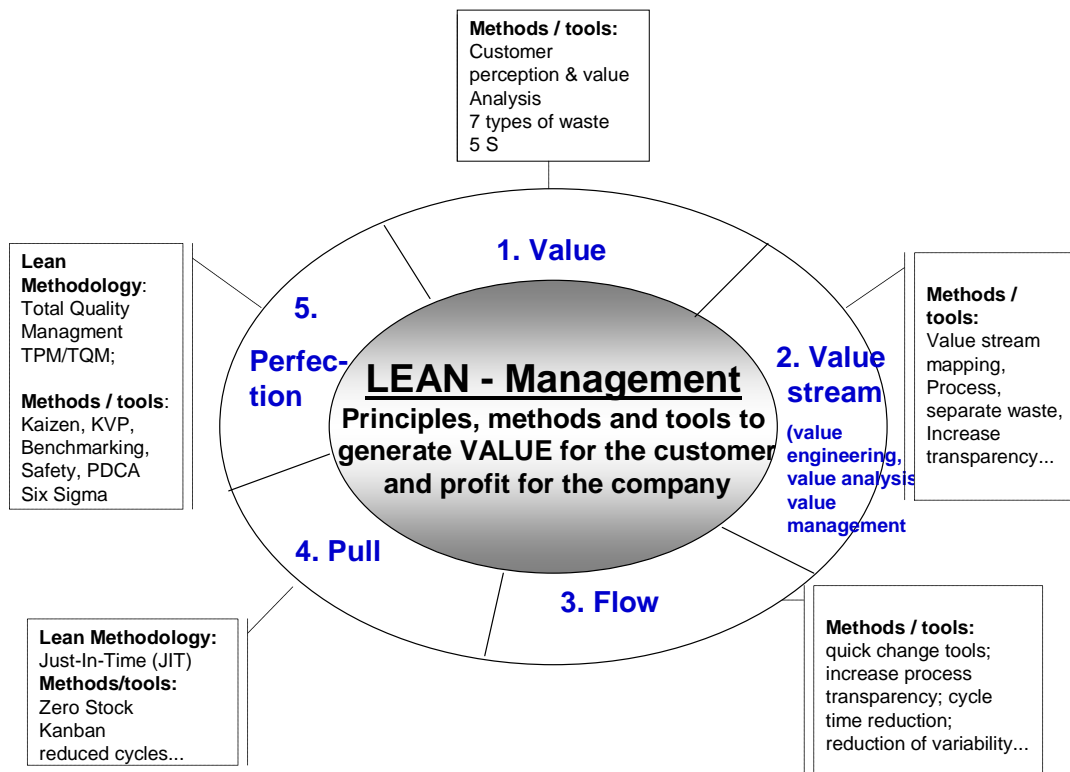 Methods / tools:
Customer
perception & value
Analysis
7 types of waste
5 S
1. Value
Lean
Methodology:
Total Quality
Managment
TPM/TQM;
Methods / tools:
Kaizen, KVP,
Benchmarking,
Safety, PDCA
Six Sigma
5.
Perfec-
tion
LEAN - Management
Principles, methods and tools to
generate VALUE for the customer
and profit for the company
2. Value
stream
(value
engineering,
value analysis
value
management
Methods /
tools:
Value stream
mapping,
Process,
separate waste,
Increase
transparency...
4. Pull
3. Flow
Lean Methodology:
Just-In-Time (JIT)
Methods/tools:
Zero Stock
Kanban
reduced cycles...
Methods / tools:
quick change tools;
increase process
transparency; cycle
time reduction;
reduction of variability...